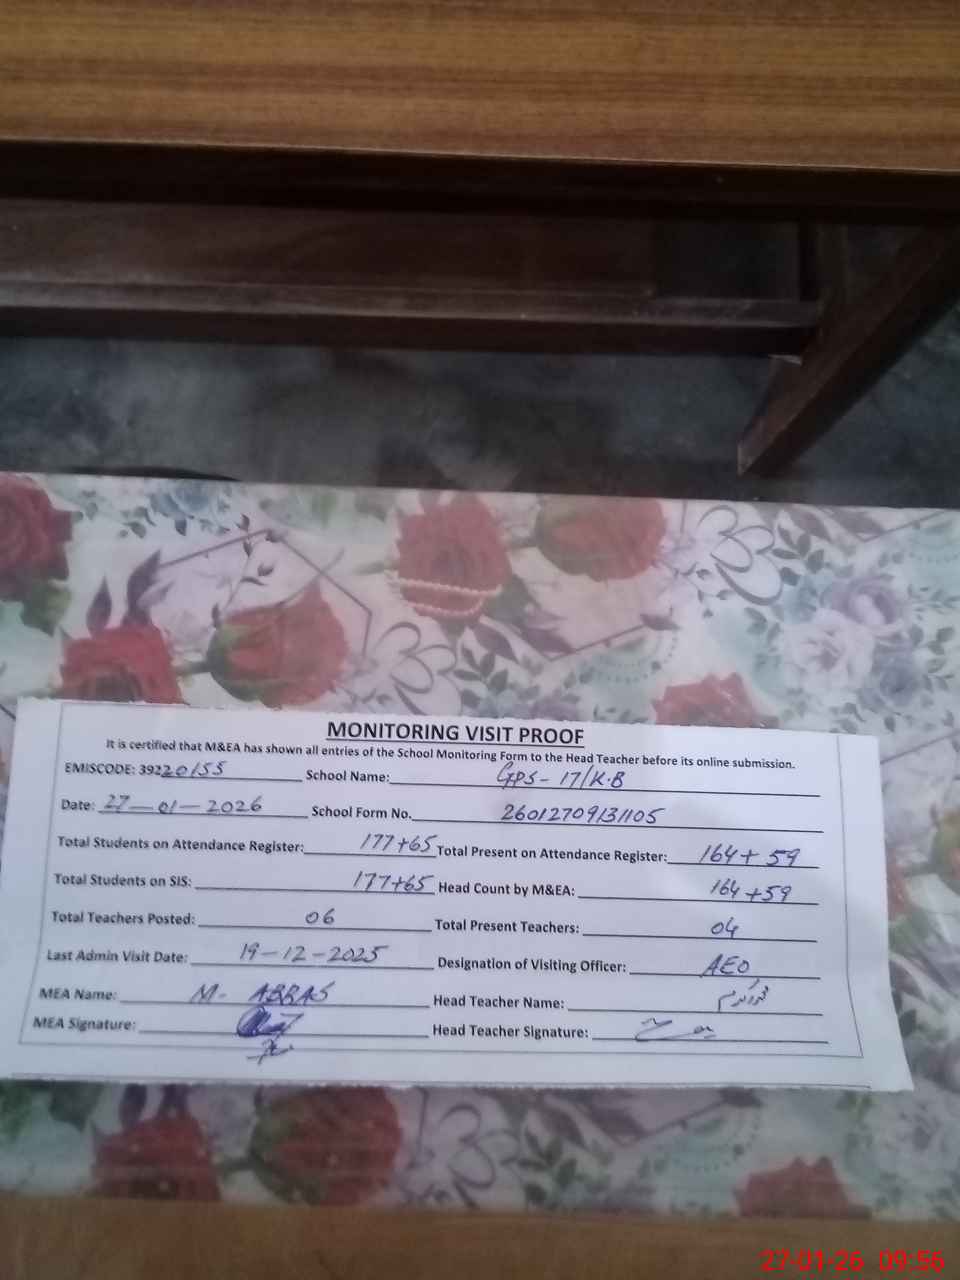 MONITORING VISIT PROOF
It is certified that M&EA has shown all entries of the School Monitoring Form to the Head Teacher before its online submission.
EMISCODE: 39220155 School Name: GPS - 17/K.B
Date: 27-01-2026 School Form No. 26012709131105
Total Students on Attendance Register: 177+65 Total Present on Attendance Register: 164+59
Total Students on SIS: 177+65 Head Count by M&EA: 164+59
Total Teachers Posted: 06 Total Present Teachers: 04
Last Admin Visit Date: 19-12-2025 Designation of Visiting Officer: AEO
MEA Name: M. ABBAS Head Teacher Name:
MEA Signature: Head Teacher Signature:
27-01-26 09:56